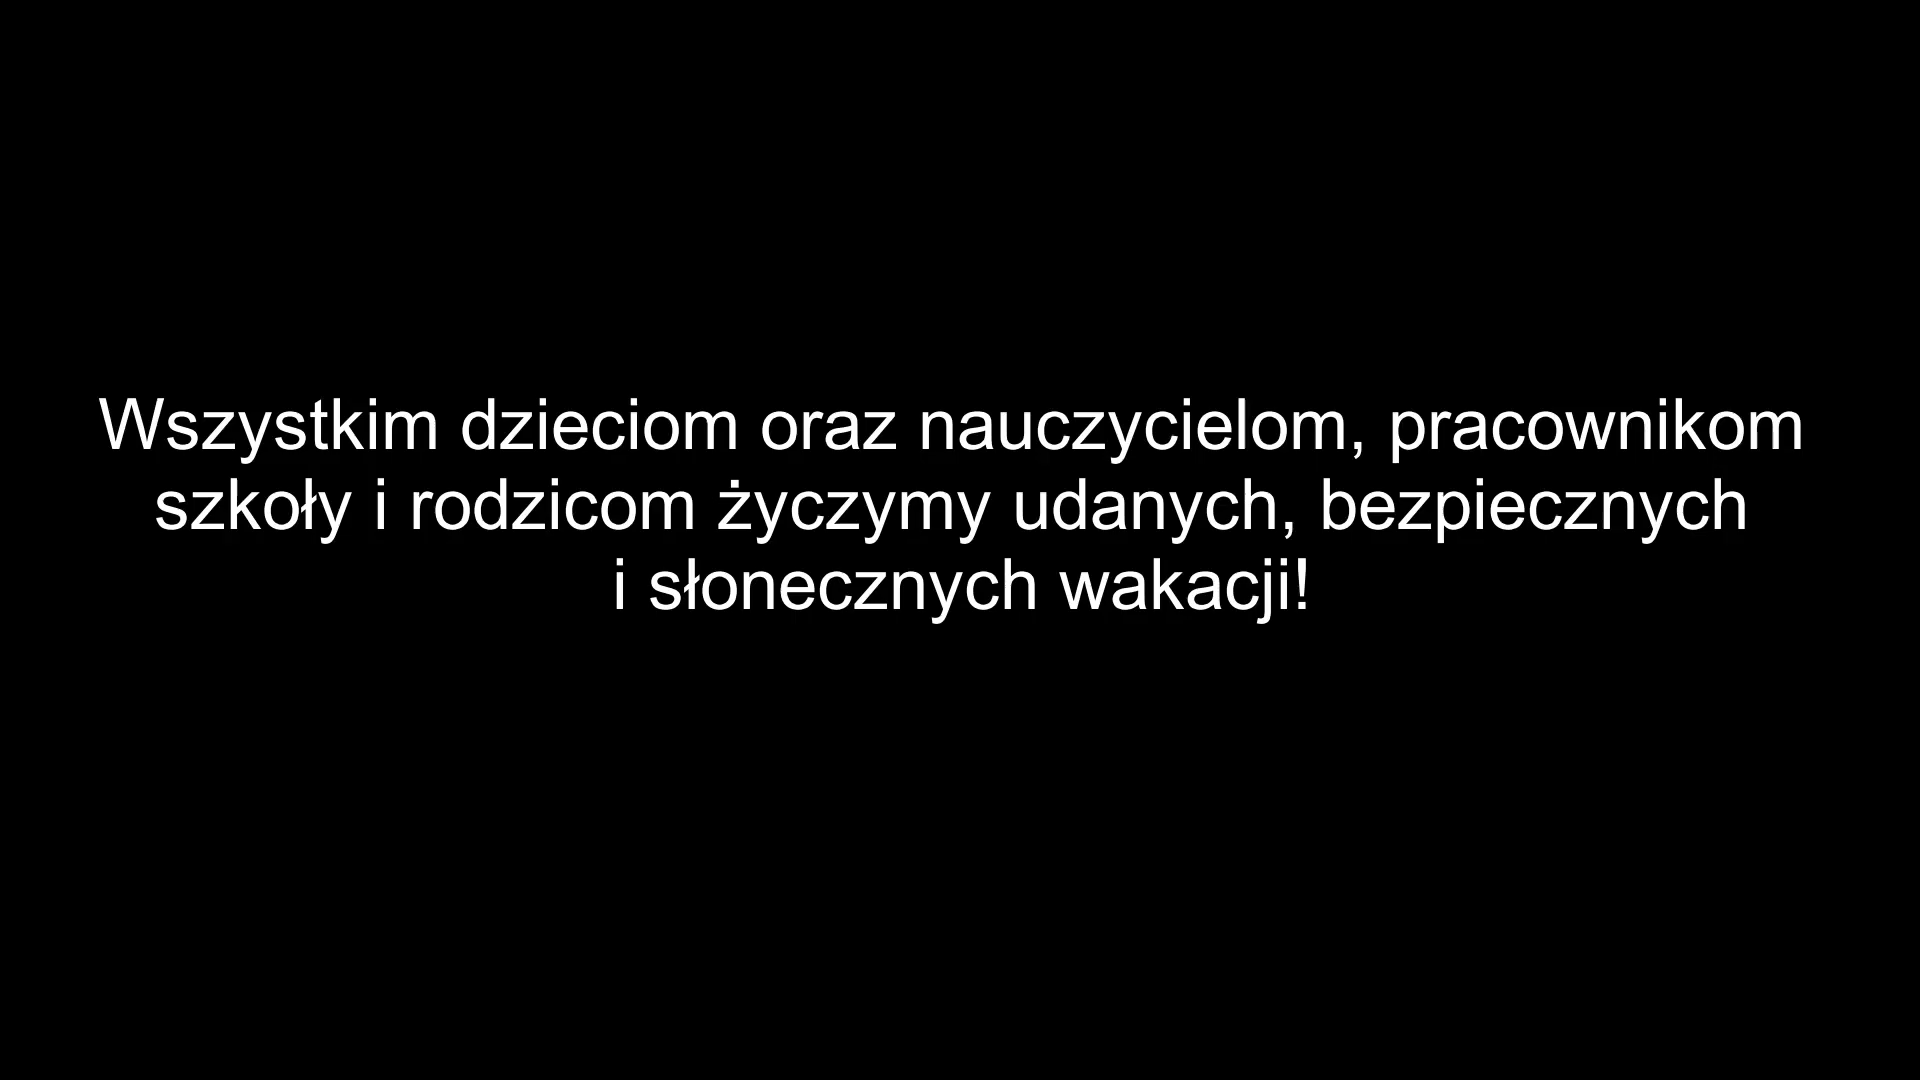 Wszystkim dzieciom oraz nauczycielom, pracownikom
szkoły i rodzicom życzymy udanych, bezpiecznych
i słonecznych wakacji!